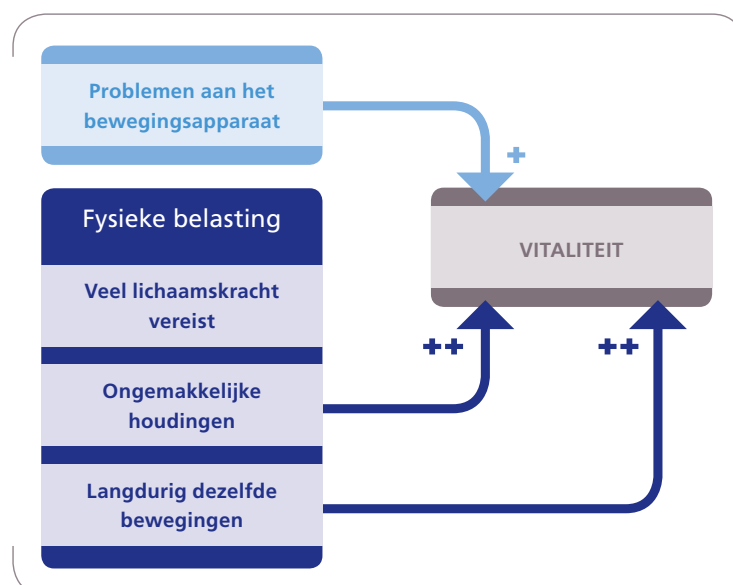 Problemen aan het
bewegingsapparaat
+
Fysieke belasting
VITALITEIT
Veel lichaamskracht
vereist
++
++
Ongemakkelijke
houdingen
Langdurig dezelfde
bewegingen